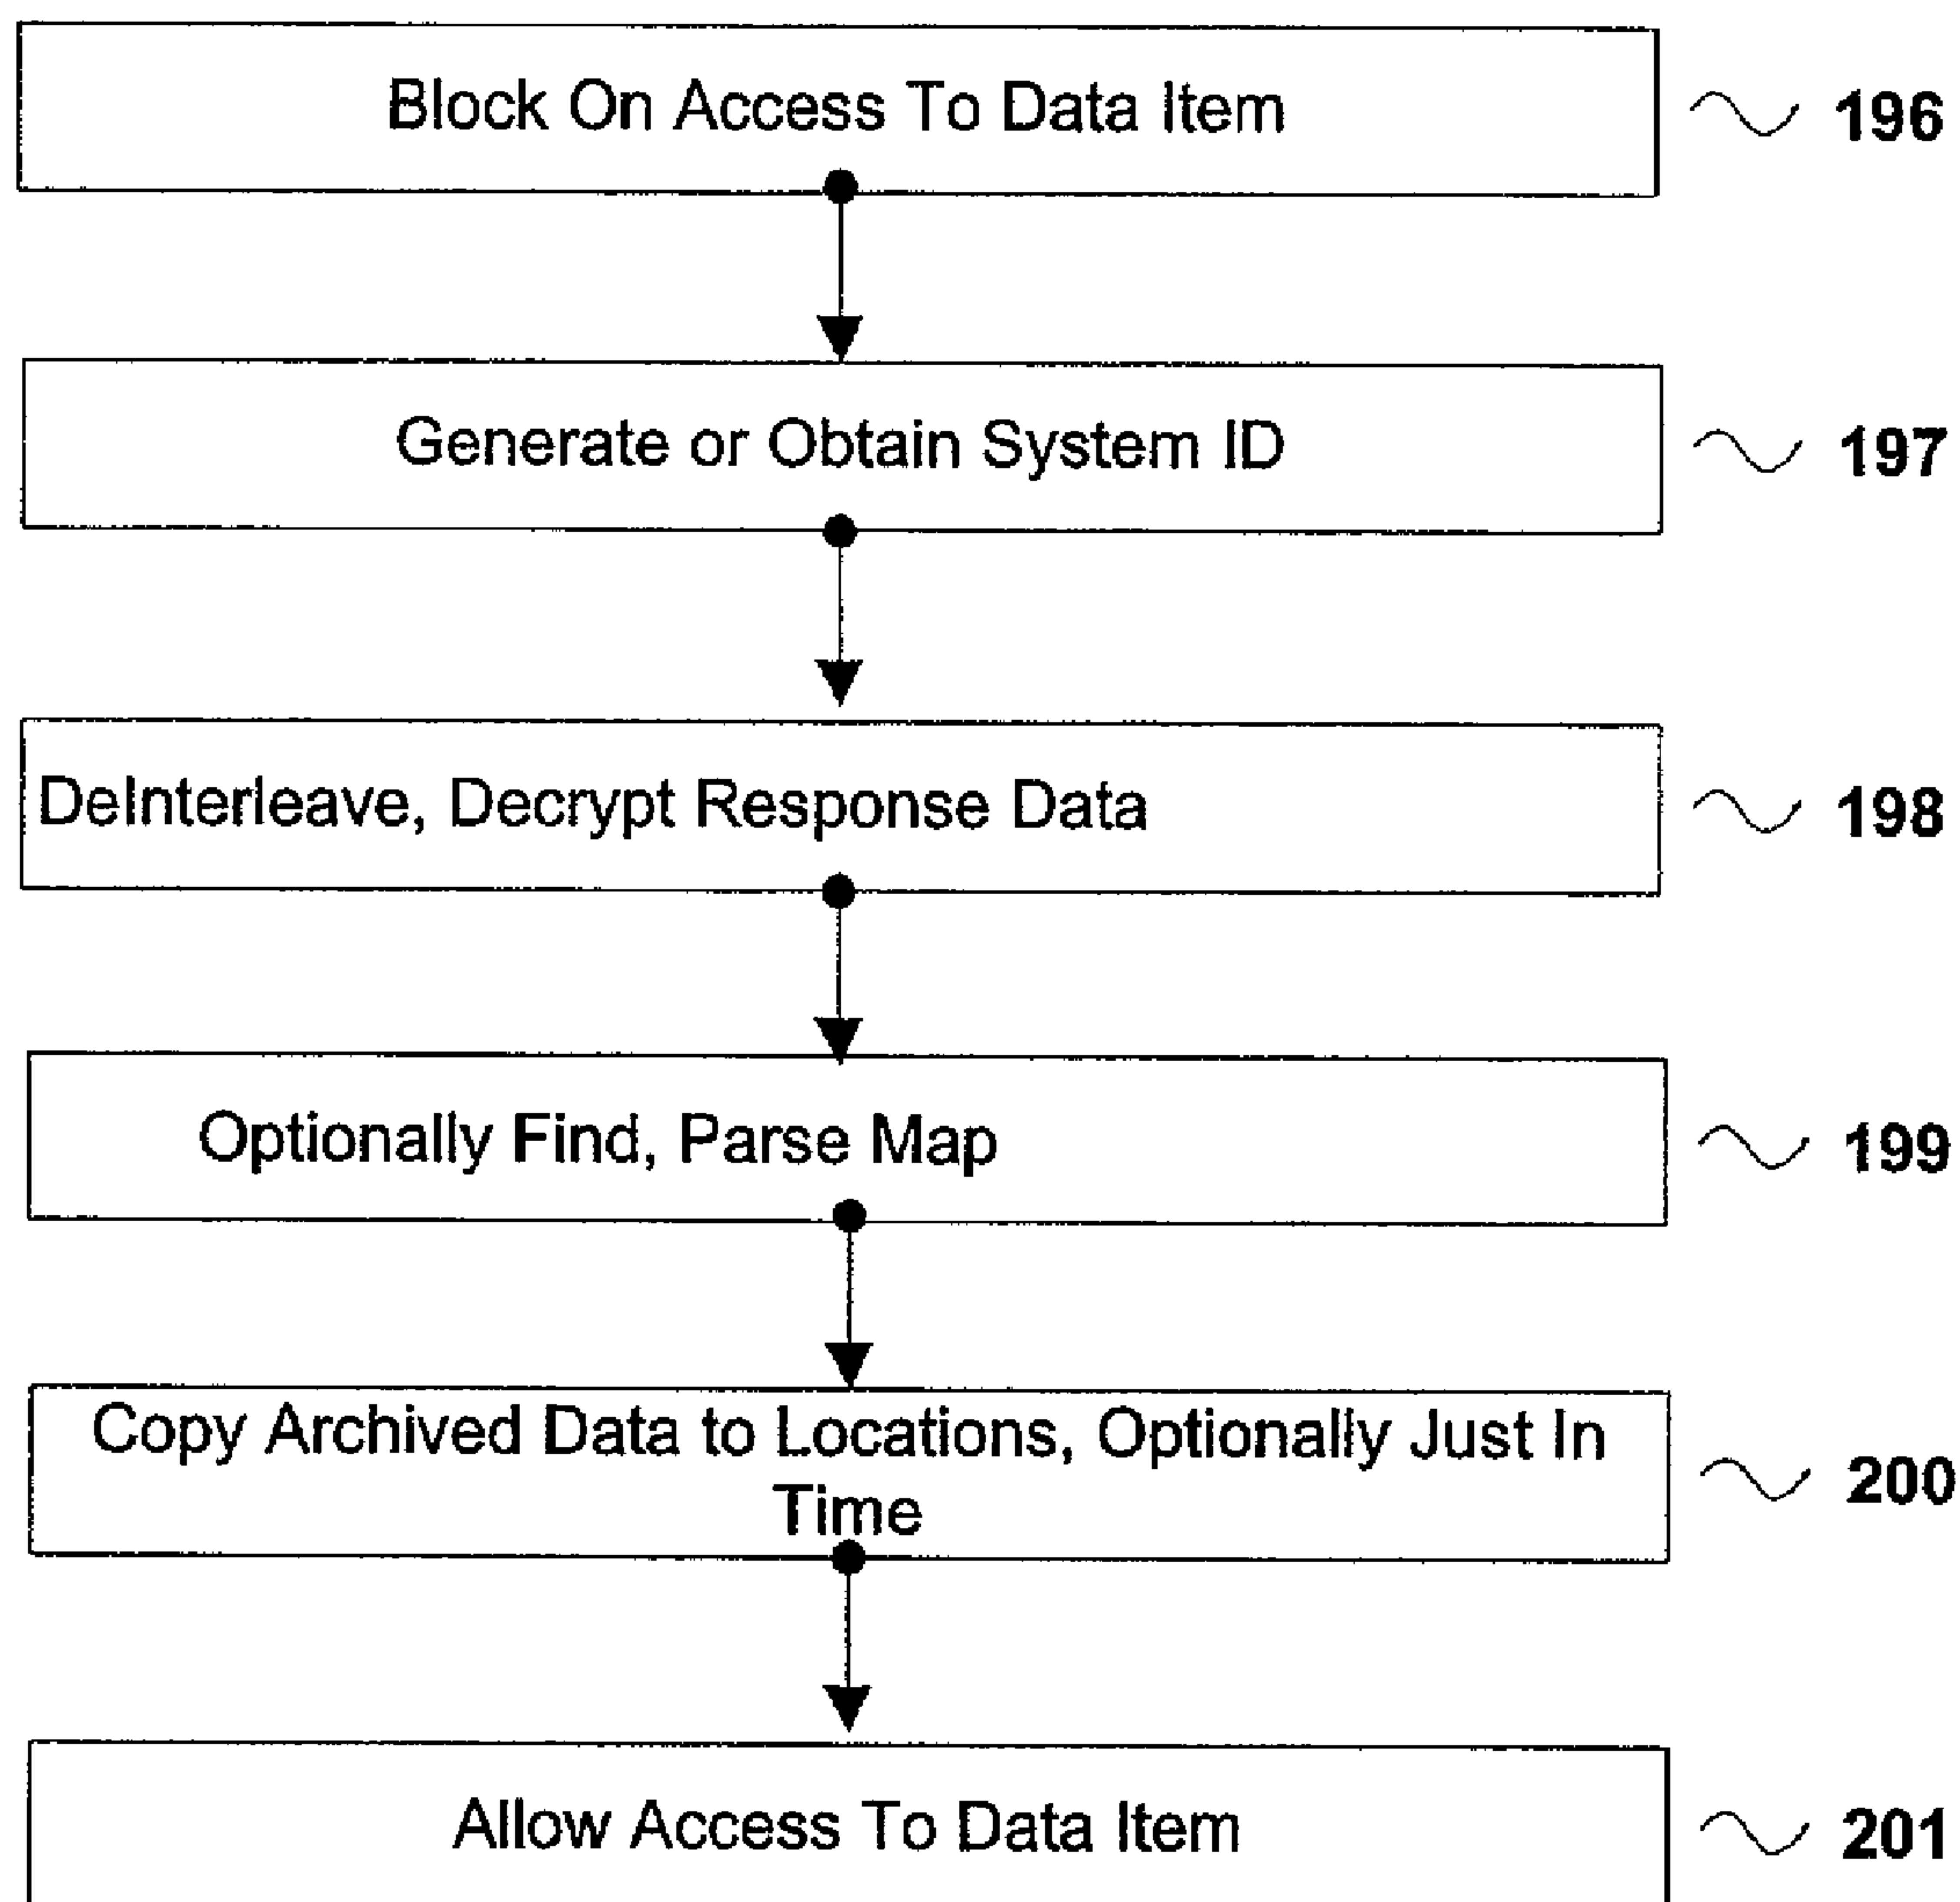 Block On Access To Data Item
196
Generate or Obtain System ID
197
DeInterleave, Decrypt Response Data
198
Optionally Find, Parse Map
199
Copy Archived Data to Locations, Optionally Just In
Time
200
Allow Access To Data Item
201